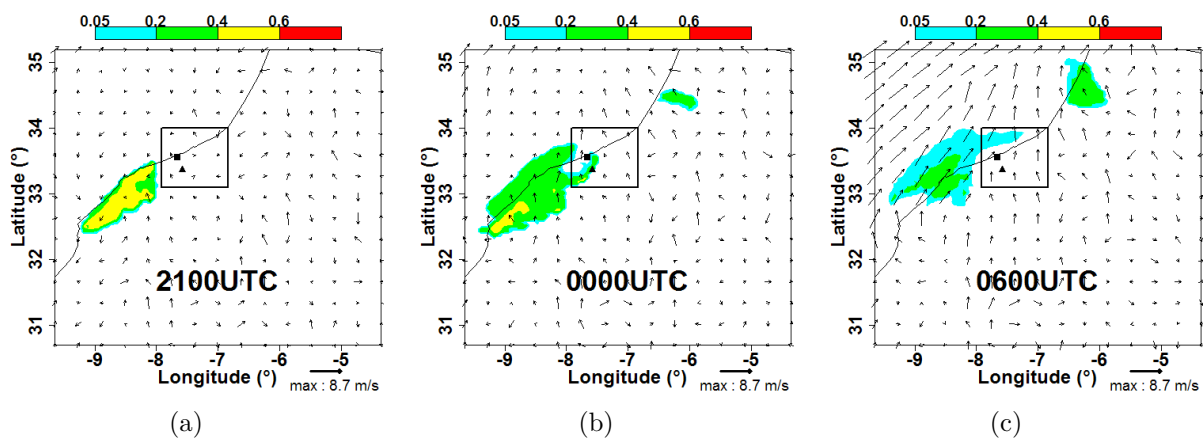 0.05 0.2 0.4 0.6
35
34
33
32
31
Latitude (°)
2100UTC
-9 -8 -7 -6 -5
Longitude (°)
max : 8.7 m/s
(a)
0.05 0.2 0.4 0.6
35
34
33
32
31
Latitude (°)
0000UTC
-9 -8 -7 -6 -5
Longitude (°)
max : 8.7 m/s
(b)
0.05 0.2 0.4 0.6
35
34
33
32
31
Latitude (°)
0600UTC
-9 -8 -7 -6 -5
Longitude (°)
max : 8.7 m/s
(c)